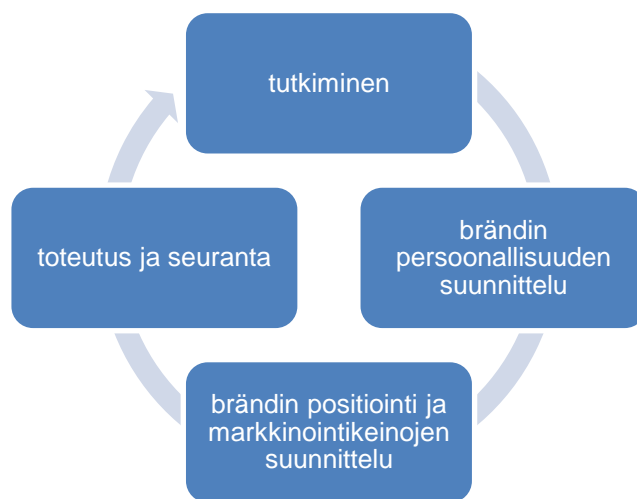 tutkiminen
brändin
persoonallisuuden
suunnittelu
brändin positiointi ja
markkinointikeinojen
suunnittelu
toteutus ja seuranta